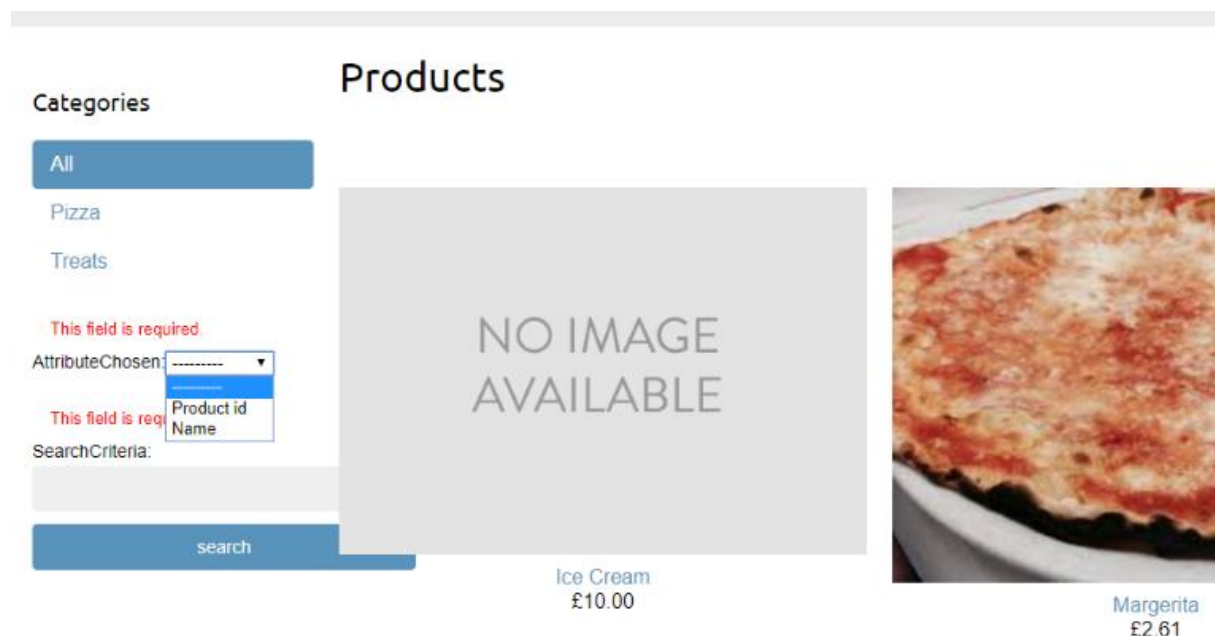 Products
Categories
All
Pizza
Treats
This field is required.
AttributeChosen: ---------
---------
Product id
Name
This field is
SearchCriteria:
search
NO IMAGE
AVAILABLE
Ice Cream
£10.00
Margerita
£2.61